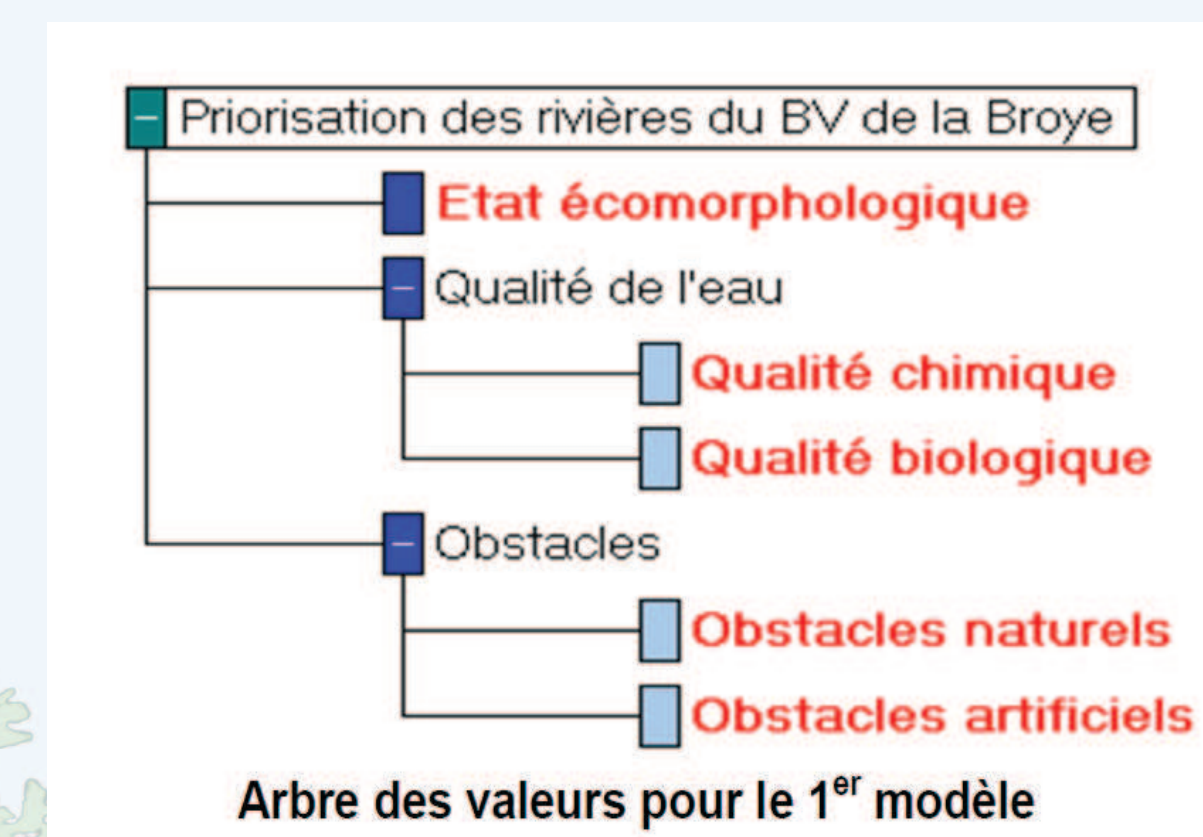 Priorisation des rivières du BV de la Broye
Etat écomorphologique
Qualité de l'eau
Qualité chimique
Qualité biologique
Obstacles
Obstacles naturels
Obstacles artificiels
Arbre des valeurs pour le 1er modèle